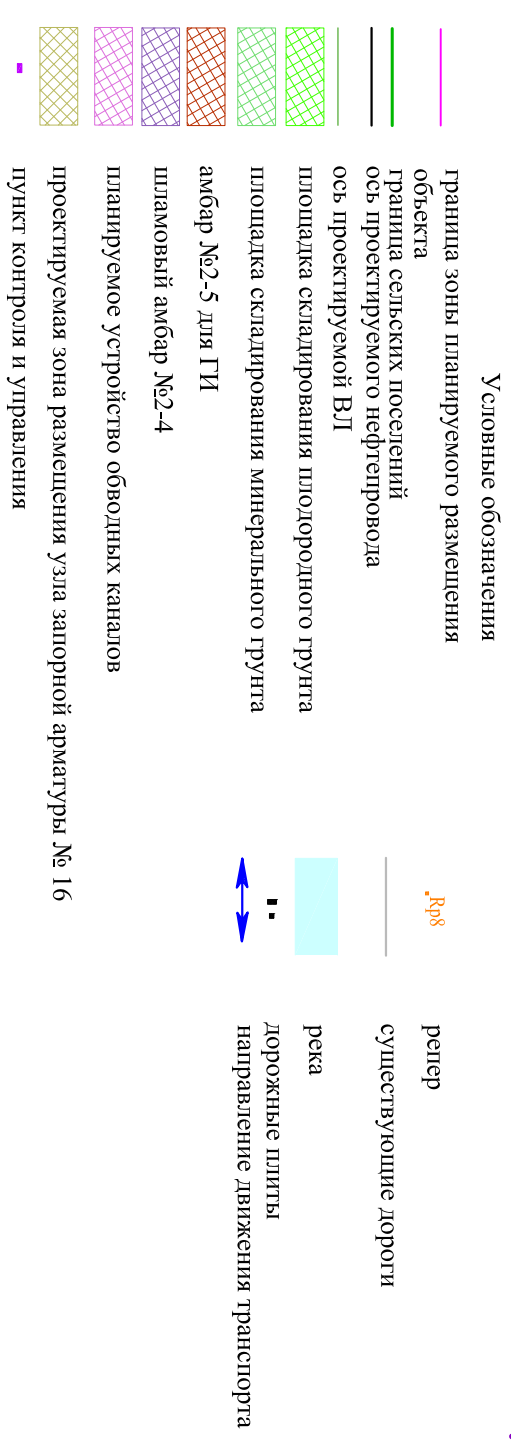 Условные обозначения
граница зоны планируемого размещения
объекта
граница сельских поселений
ось проектируемого нефтепровода
ось проектируемой ВЛ
площадка складирования плодородного грунта
площадка складирования минерального грунта
амбар №2-5 для ГИ
шламовый амбар №2-4
планируемое устройство обводных каналов
проектируемая зона размещения узла запорной арматуры № 16
пункт контроля и управления
Rp8
репер
существующие дороги
река
дорожные плиты
направление движения транспорта